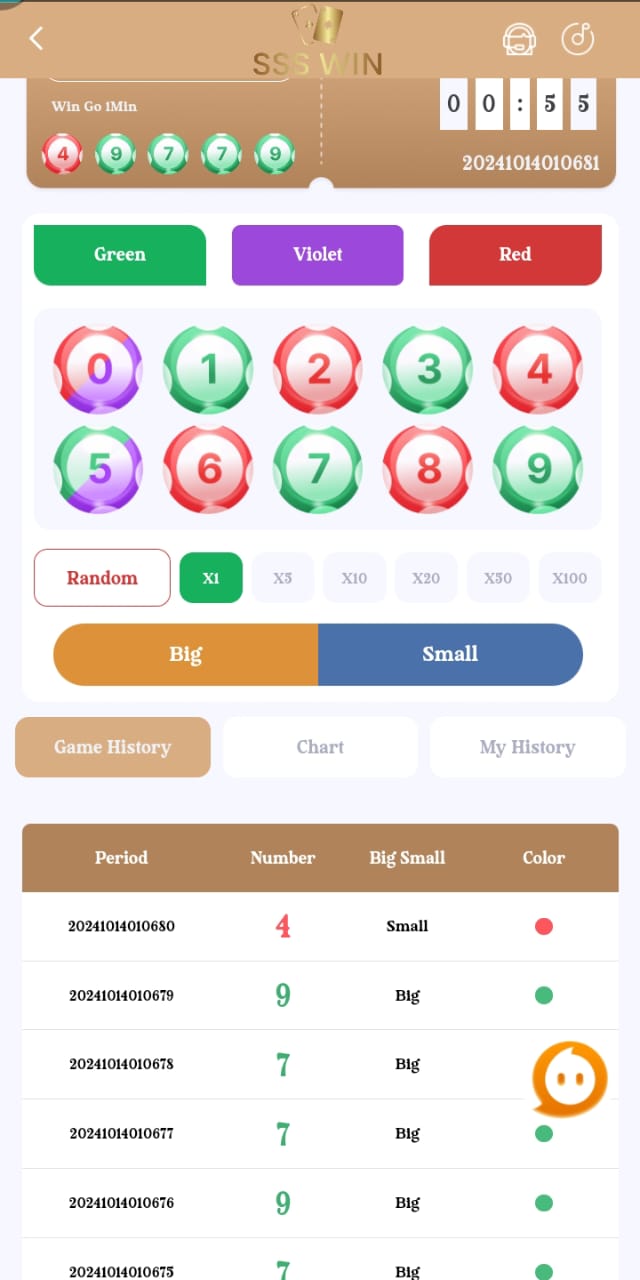 SSS WIN
Win Go 1Min
0 0 : 5 5
4 9 7 7 9
20241014010681
Green Violet Red
0 1 2 3 4
5 6 7 8 9
Random X1 X5 X10 X20 X50 X100
Big Small
Game History Chart My History
Period Number Big Small Color
20241014010680 4 Small
20241014010679 9 Big
20241014010678 7 Big
20241014010677 7 Big
20241014010676 9 Big
20241014010675 7 Big